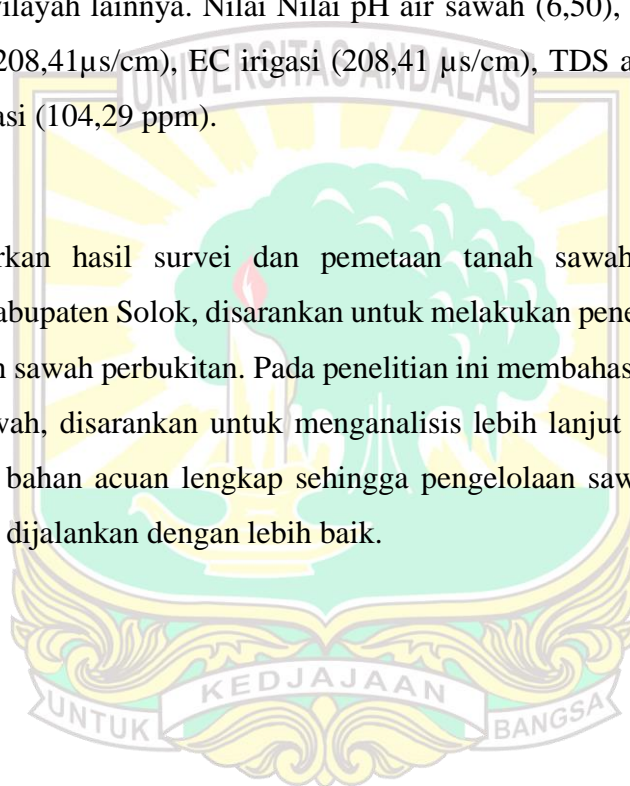 wilayah lainnya. Nilai Nilai pH air sawah (6,50),
208,41µs/cm), EC irigasi (208,41 µs/cm), TDS a
asi (104,29 ppm).
UNIVERSITAS ANDALAS
rkan hasil survei dan pemetaan tanah sawah
abupaten Solok, disarankan untuk melakukan pene
n sawah perbukitan. Pada penelitian ini membahas
wah, disarankan untuk menganalisis lebih lanjut
bahan acuan lengkap sehingga pengelolaan saw
dijalankan dengan lebih baik.
UNTUK KEDJAJAAN BANGSA